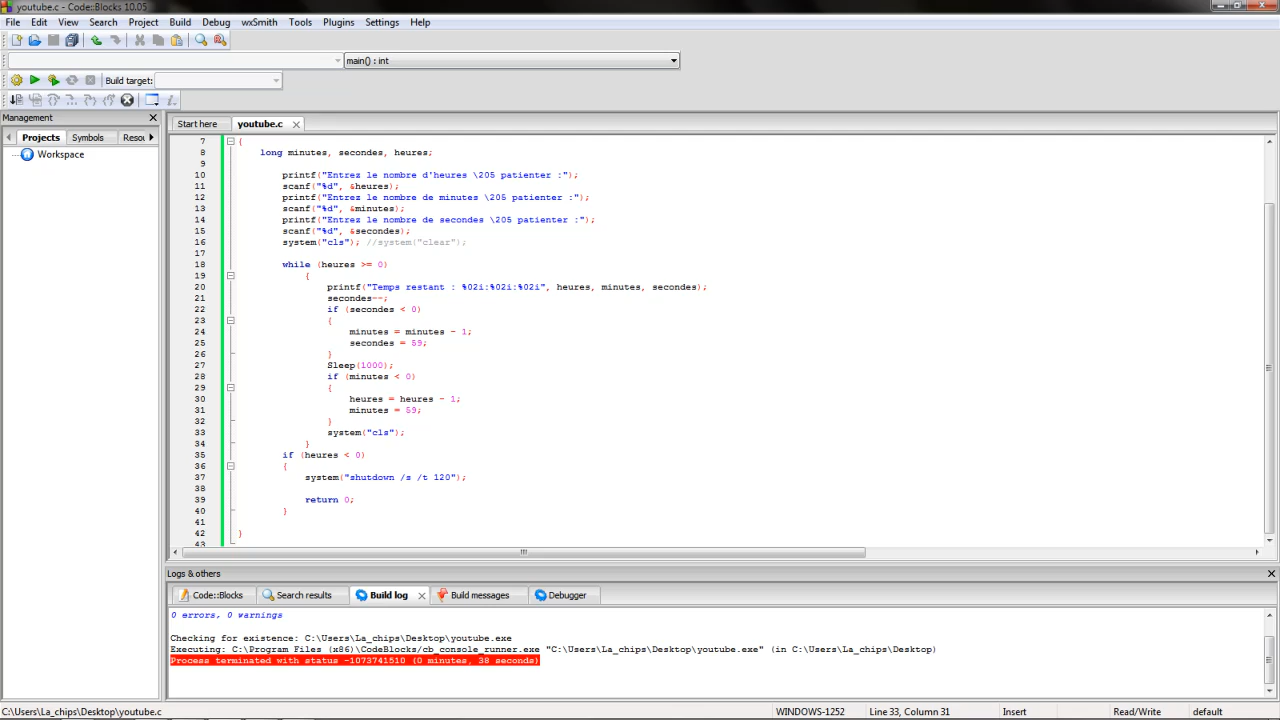 youtube.c - Code::Blocks 10.05
File Edit View Search Project Build Debug wxSmith Tools Plugins Settings Help
main() : int
Build target:
Management
Projects Symbols Resou
Workspace
Start here youtube.c
7 {
8 long minutes, secondes, heures;
9
10 printf("Entrez le nombre d'heures \205 patienter :");
11 scanf("%d", &heures);
12 printf("Entrez le nombre de minutes \205 patienter :");
13 scanf("%d", &minutes);
14 printf("Entrez le nombre de secondes \205 patienter :");
15 scanf("%d", &secondes);
16 system("cls"); //system("clear");
17
18 while (heures >= 0)
19 {
20 printf("Temps restant : %02i:%02i:%02i", heures, minutes, secondes);
21 secondes--;
22 if (secondes < 0)
23 {
24 minutes = minutes - 1;
25 secondes = 59;
26 }
27 Sleep(1000);
28 if (minutes < 0)
29 {
30 heures = heures - 1;
31 minutes = 59;
32 }
33 system("cls");
34 }
35 if (heures < 0)
36 {
37 system("shutdown /s /t 120");
38
39 return 0;
40 }
41
42 }
43
Logs & others
Code::Blocks Search results Build log Build messages Debugger
0 errors, 0 warnings
Checking for existence: C:\Users\La_chips\Desktop\youtube.exe
Executing: C:\Program Files (x86)\CodeBlocks/cb_console_runner.exe "C:\Users\La_chips\Desktop\youtube.exe" (in C:\Users\La_chips\Desktop)
Process terminated with status -1073741510 (0 minutes, 38 seconds)
C:\Users\La_chips\Desktop\youtube.c WINDOWS-1252 Line 33, Column 31 Insert Read/Write default